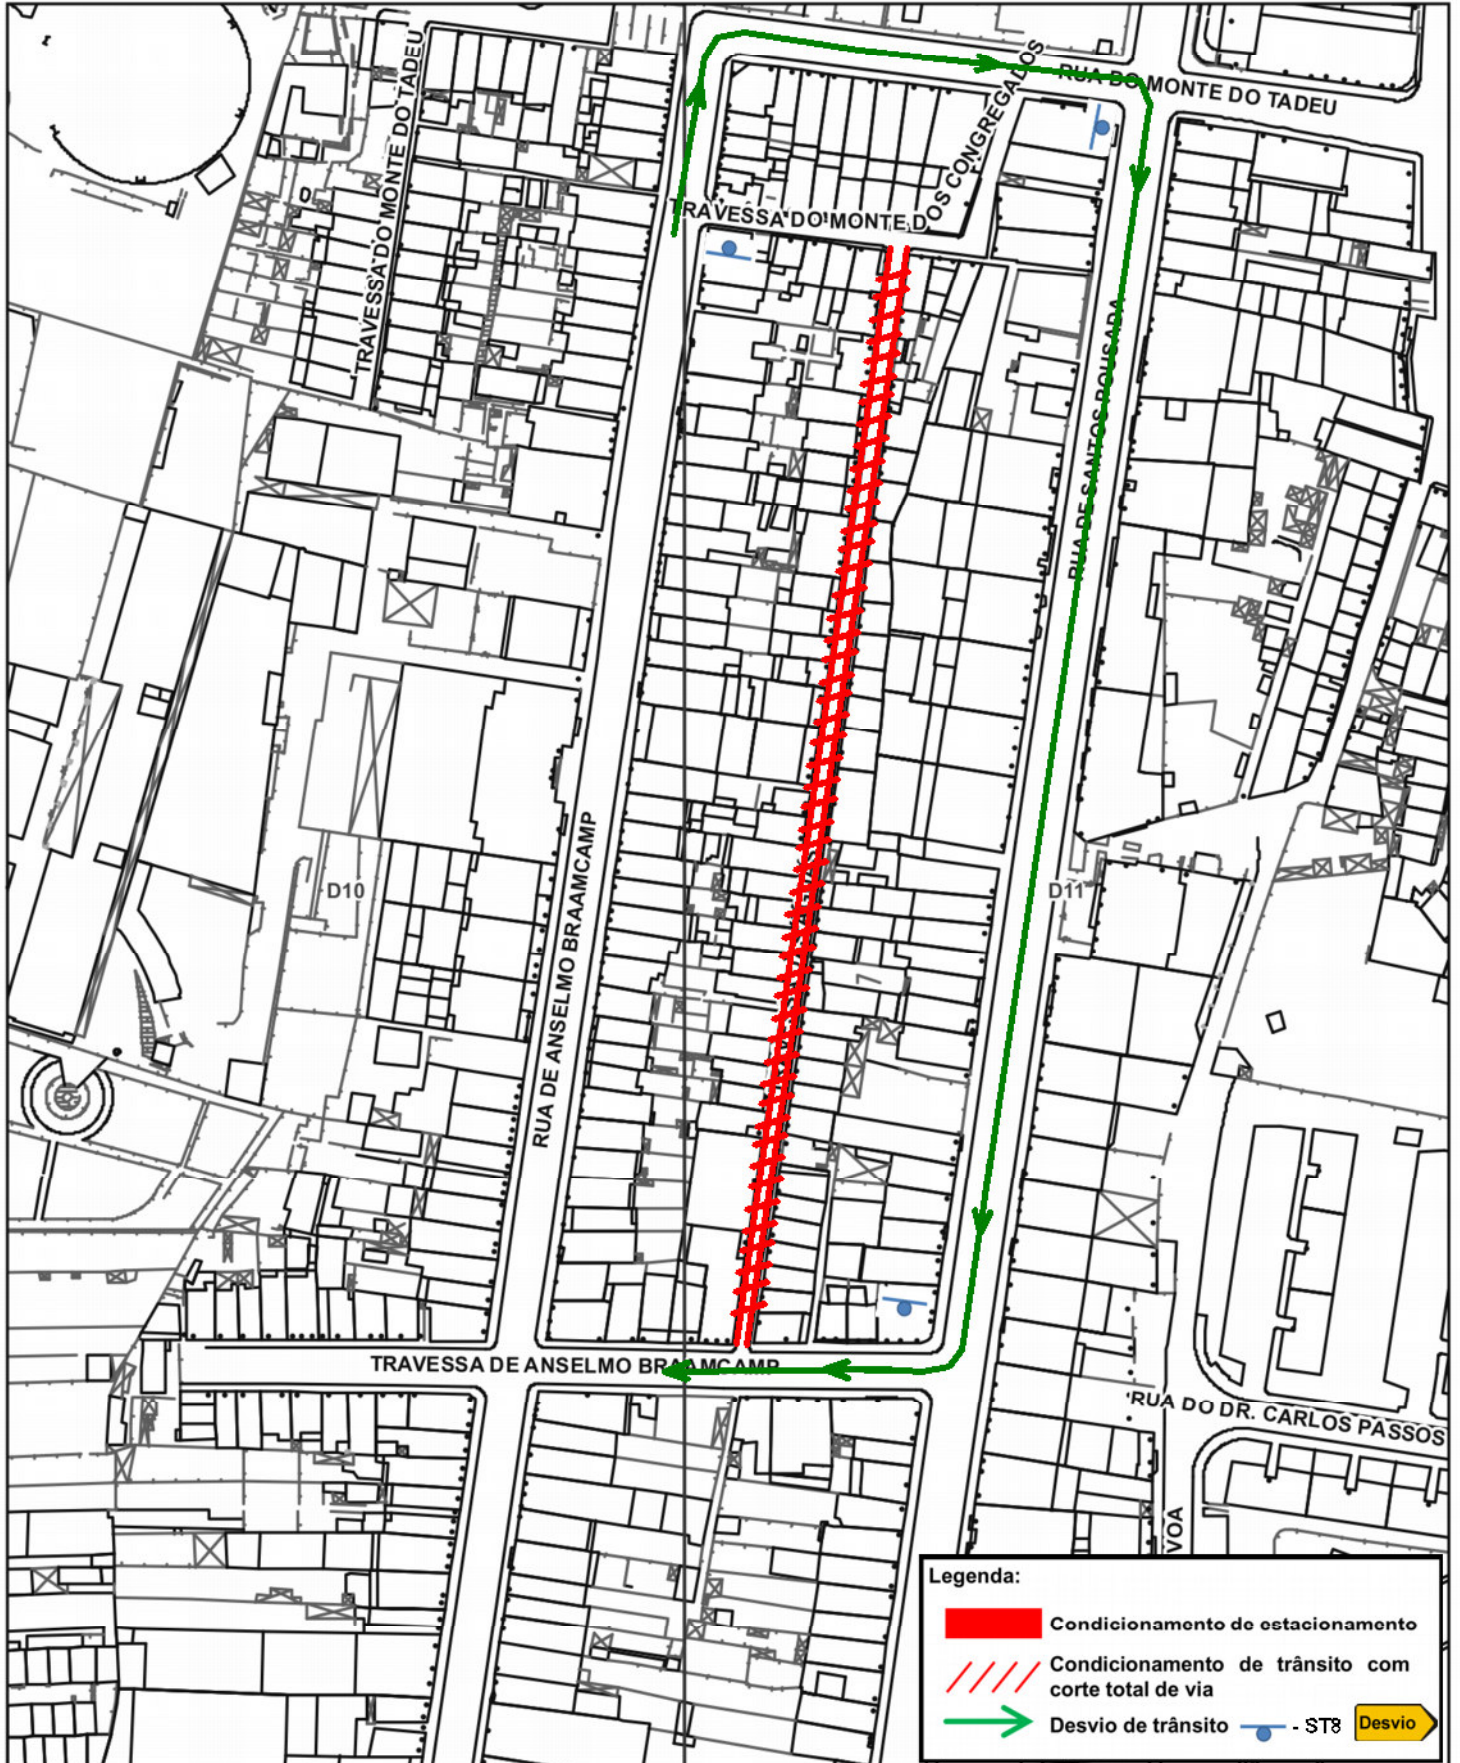 TRAVESSA DO MONTE DO TADEU
RUA DO MONTE DO TADEU
TRAVESSA DO MONTE D
OS CONGREGADOS
RUA DE SANTOS POUSADA
D10
D11
RUA DE ANSELMO BRAAMCAMP
TRAVESSA DE ANSELMO BRAAMCAMP
RUA DO DR. CARLOS PASSOS
VOA
Legenda:
Condicionamento de estacionamento
Condicionamento de trânsito com
corte total de via
Desvio de trânsito
- ST8
Desvio